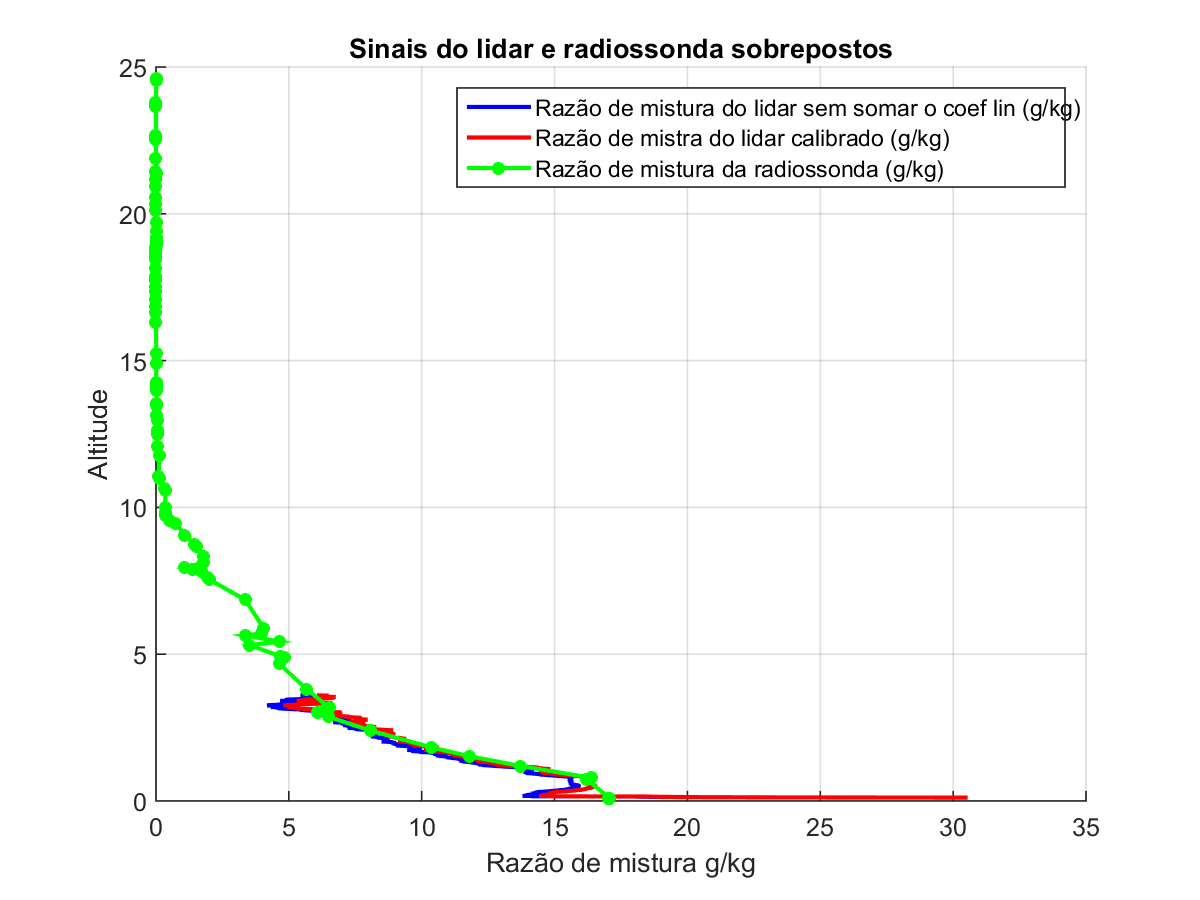 Sinais do lidar e radiossonda sobrepostos
25
Razão de mistura do lidar sem somar o coef lin (g/kg)
Razão de mistra do lidar calibrado (g/kg)
Razão de mistura da radiossonda (g/kg)
20
15
Altitude
10
5
0
0 5 10 15 20 25 30 35
Razão de mistura g/kg